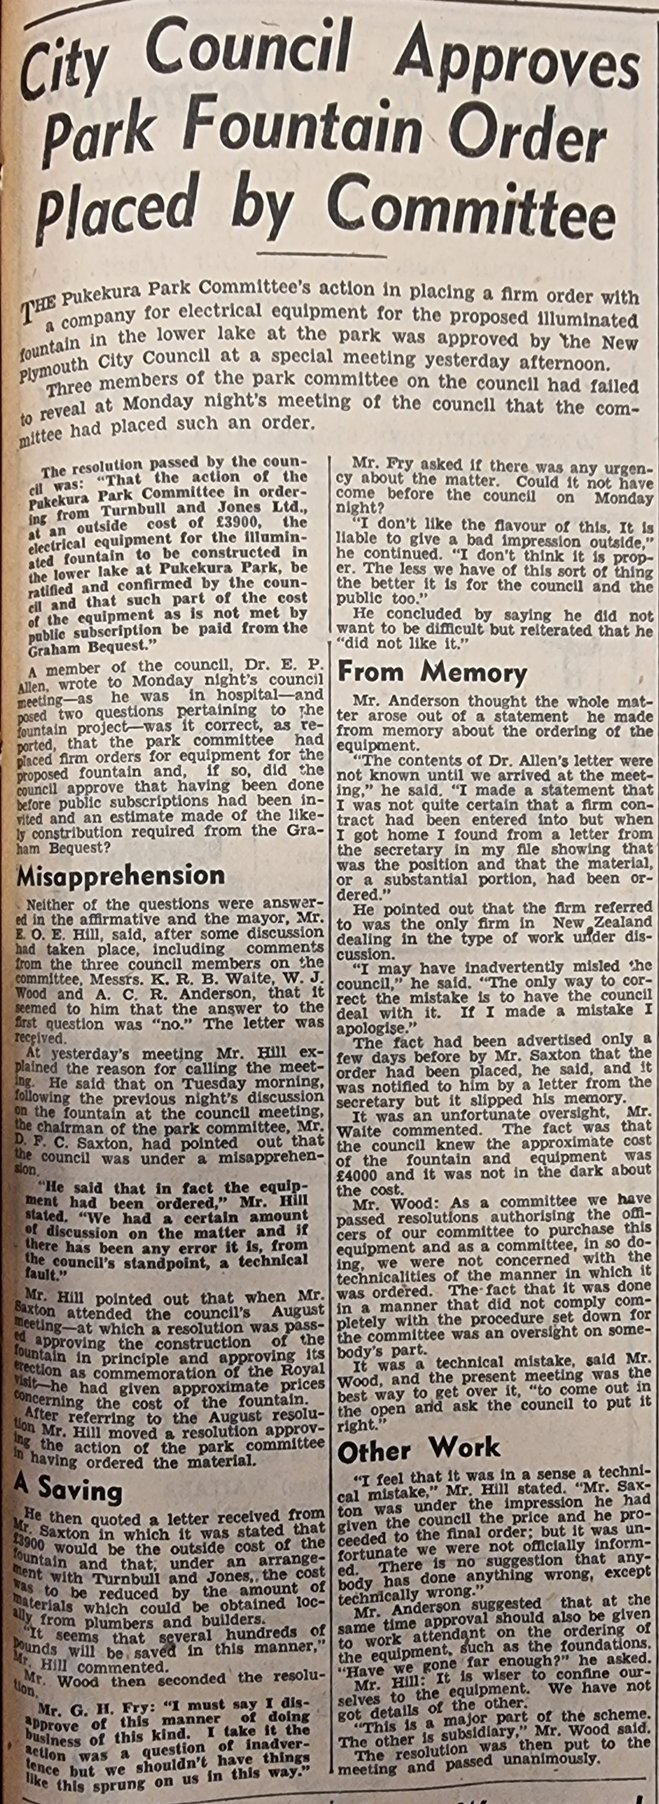 City Council Approves
Park Fountain Order
Placed by Committee
THE Pukekura Park Committee's action in placing a firm order with
a company for electrical equipment for the proposed illuminated
fountain in the lower lake at the park was approved by the New
Plymouth City Council at a special meeting yesterday afternoon.
Three members of the park committee on the council had failed
to reveal at Monday night's meeting of the council that the com-
mittee had placed such an order.
The resolution passed by the coun-
cil was: "That the action of the
Pukekura Park Committee in order-
ing from Turnbull and Jones Ltd.,
at an outside cost of £3900, the
electrical equipment for the illumin-
ated fountain to be constructed in
the lower lake at Pukekura Park, be
ratified and confirmed by the coun-
cil and that such part of the cost
of the equipment as is not met by
public subscription be paid from the
Graham Bequest."
A member of the council, Dr. E. P.
Allen, wrote to Monday night's council
meeting—as he was in hospital—and
posed two questions pertaining to the
fountain project—was it correct, as re-
ported, that the park committee had
placed firm orders for equipment for the
proposed fountain and, if so, did the
council approve that having been done
before public subscriptions had been in-
vited and an estimate made of the like-
ly constribution required from the Gra-
ham Bequest?
Misapprehension
Neither of the questions were answer-
ed in the affirmative and the mayor, Mr.
E. O. E. Hill, said, after some discussion
had taken place, including comments
from the three council members on the
committee, Messrs. K. R. B. Waite, W. J.
Wood and A. C. R. Anderson, that it
seemed to him that the answer to the
first question was "no." The letter was
received.
At yesterday's meeting Mr. Hill ex-
plained the reason for calling the meet-
ing. He said that on Tuesday morning,
following the previous night's discussion
on the fountain at the council meeting,
the chairman of the park committee, Mr.
D. F. C. Saxton, had pointed out that
the council was under a misapprehen-
sion.
"He said that in fact the equip-
ment had been ordered," Mr. Hill
stated. "We had a certain amount
of discussion on the matter and if
there has been any error it is, from
the council's standpoint, a technical
fault."
Mr. Hill pointed out that when Mr.
Saxton attended the council's August
meeting—at which a resolution was pass-
ed approving the construction of the
fountain in principle and approving its
erection as commemoration of the Royal
visit—he had given approximate prices
concerning the cost of the fountain.
After referring to the August resolu-
tion Mr. Hill moved a resolution approv-
ing the action of the park committee
in having ordered the material.
A Saving
He then quoted a letter received from
Mr. Saxton in which it was stated that
£3900 would be the outside cost of the
fountain and that, under an arrange-
ment with Turnbull and Jones, the cost
was to be reduced by the amount of
materials which could be obtained loc-
ally from plumbers and builders.
"It seems that several hundreds of
pounds will be saved in this manner,"
Mr. Hill commented.
Mr. Wood then seconded the resolu-
tion.
Mr. G. H. Fry: "I must say I dis-
approve of this manner of doing
business of this kind. I take it the
action was a question of inadver-
tence but we shouldn't have things
like this sprung on us in this way."
Mr. Fry asked if there was any urgen-
cy about the matter. Could it not have
come before the council on Monday
night?
"I don't like the flavour of this. It is
liable to give a bad impression outside,"
he continued. "I don't think it is prop-
er. The less we have of this sort of thing
the better it is for the council and the
public too."
He concluded by saying he did not
want to be difficult but reiterated that he
"did not like it."
From Memory
Mr. Anderson thought the whole mat-
ter arose out of a statement he made
from memory about the ordering of the
equipment.
"The contents of Dr. Allen's letter were
not known until we arrived at the meet-
ing," he said. "I made a statement that
I was not quite certain that a firm con-
tract had been entered into but when
I got home I found from a letter from
the secretary in my file showing that
was the position and that the material,
or a substantial portion, had been or-
dered."
He pointed out that the firm referred
to was the only firm in New Zealand
dealing in the type of work under dis-
cussion.
"I may have inadvertently misled the
council," he said. "The only way to cor-
rect the mistake is to have the council
deal with it. If I made a mistake I
apologise."
The fact had been advertised only a
few days before by Mr. Saxton that the
order had been placed, he said, and it
was notified to him by a letter from the
secretary but it slipped his memory.
It was an unfortunate oversight, Mr.
Waite commented. The fact was that
the council knew the approximate cost
of the fountain and equipment was
£4000 and it was not in the dark about
the cost.
Mr. Wood: As a committee we have
passed resolutions authorising the offi-
cers of our committee to purchase this
equipment and as a committee, in so do-
ing, we were not concerned with the
technicalities of the manner in which it
was ordered. The fact that it was done
in a manner that did not comply com-
pletely with the procedure set down for
the committee was an oversight on some-
body's part.
It was a technical mistake, said Mr.
Wood, and the present meeting was the
best way to get over it, "to come out in
the open and ask the council to put it
right."
Other Work
"I feel that it was in a sense a techni-
cal mistake," Mr. Hill stated. "Mr. Sax-
ton was under the impression he had
given the council the price and he pro-
ceeded to the final order; but it was un-
fortunate we were not officially inform-
ed. There is no suggestion that any-
body has done anything wrong, except
technically wrong."
Mr. Anderson suggested that at the
same time approval should also be given
to work attendant on the ordering of
the equipment, such as the foundations.
"Have we gone far enough?" he asked.
Mr. Hill: It is wiser to confine our-
selves to the equipment. We have not
got details of the other.
"This is a major part of the scheme.
The other is subsidiary," Mr. Wood said.
The resolution was then put to the
meeting and passed unanimously.